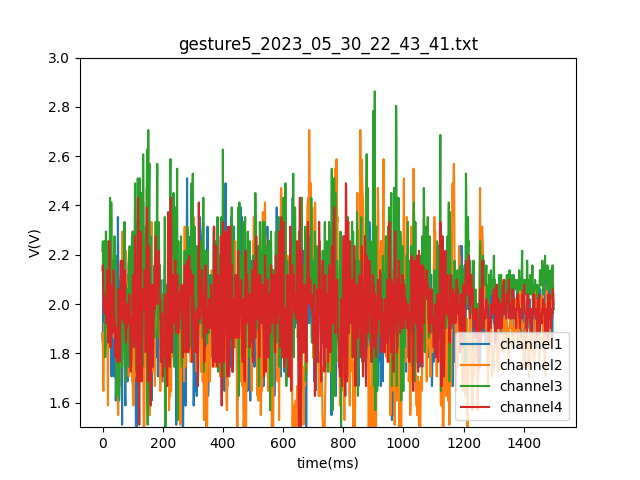 gesture5_2023_05_30_22_43_41.txt
3.0
2.8
2.6
2.4
2.2
2.0
1.8
1.6
V(V)
channel1
channel2
channel3
channel4
0 200 400 600 800 1000 1200 1400
time(ms)